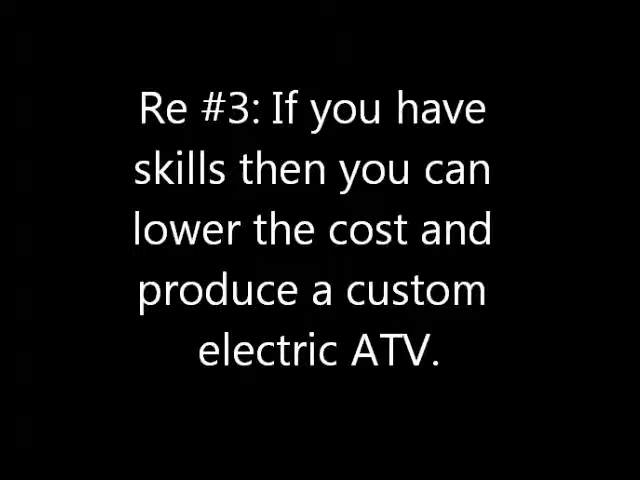 Re #3: If you have
skills then you can
lower the cost and
produce a custom
electric ATV.